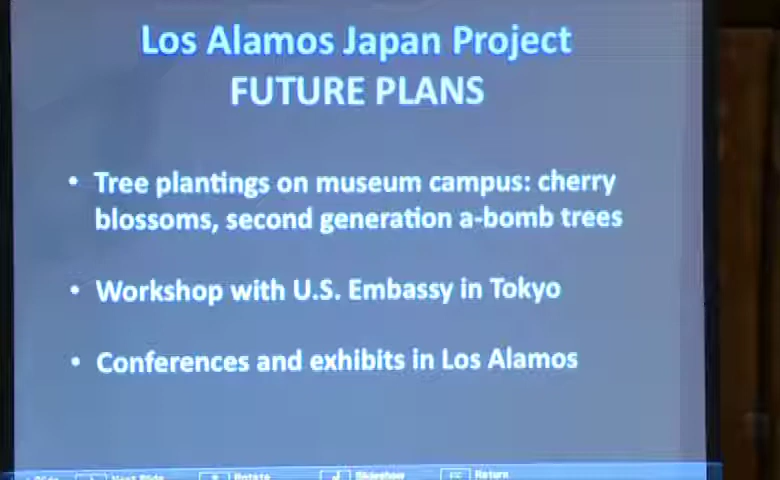 Los Alamos Japan Project
FUTURE PLANS
• Tree plantings on museum campus: cherry
blossoms, second generation a-bomb trees
• Workshop with U.S. Embassy in Tokyo
• Conferences and exhibits in Los Alamos
Next Slide Rotate Slideshow Return